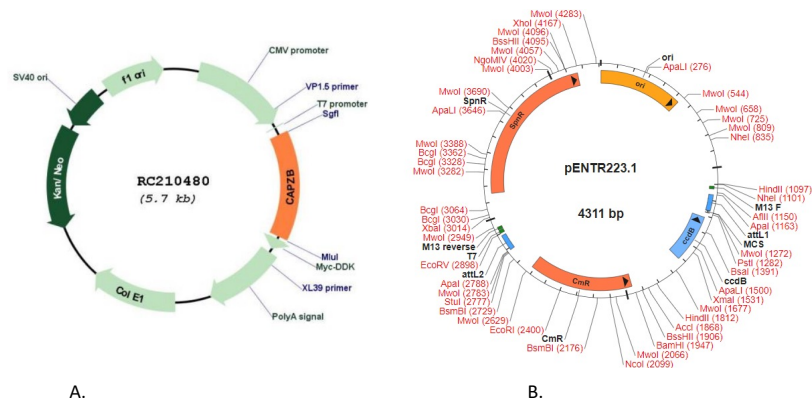 CMV promoter
VP1.5 primer
T7 promoter
SgfI
CAPZB
MluI
Myc-DDK
XL39 primer
PolyA signal
Col E1
Kan/ Neo
SV40 ori
f1 ori
RC210480
(5.7 kb)
A.
MwoI (4283)
XhoI (4167)
MwoI (4096)
BssHII (4095)
MwoI (4057)
NgoMIV (4020)
MwoI (4003)
MwoI (3690)
SpnR
ApaLI (3646)
SpnR
MwoI (3388)
BcgI (3362)
BcgI (3328)
MwoI (3282)
BcgI (3064)
BcgI (3030)
XbaI (3014)
MwoI (2949)
M13 reverse
T7
EcoRV (2898)
attL2
ApaI (2788)
MwoI (2783)
StuI (2777)
BsmBI (2729)
MwoI (2629)
EcoRI (2400)
CmR
BsmBI (2176)
CmR
ori
ApaLI (276)
ori
MwoI (544)
MwoI (658)
MwoI (725)
MwoI (809)
NheI (835)
HindII (1097)
NheI (1101)
M13 F
AflII (1150)
ApaI (1163)
attL1
MCS
MwoI (1272)
PstI (1282)
BsaI (1391)
ccdB
ccdB
ApaLI (1500)
XmaI (1531)
MwoI (1677)
HindII (1812)
AccI (1868)
BssHII (1906)
BamHI (1947)
MwoI (2066)
NcoI (2099)
pENTR223.1
4311 bp
B.